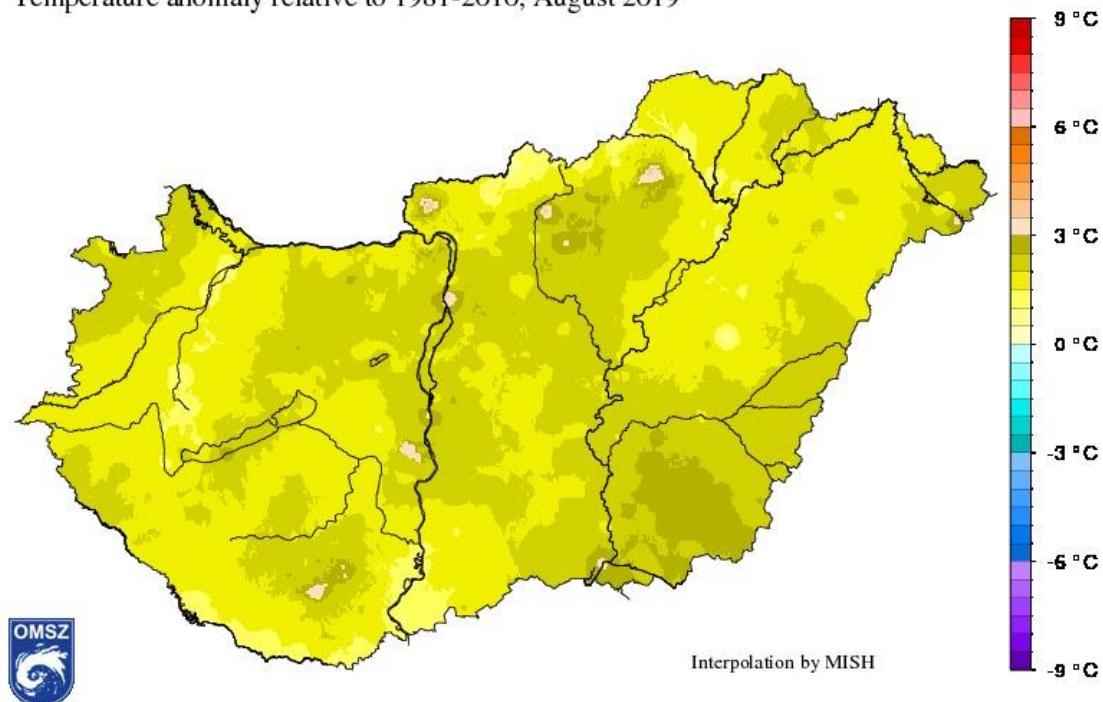 Temperature anomaly relative to 1981-2010, August 2019
9 °C
6 °C
3 °C
0 °C
-3 °C
-6 °C
-9 °C
OMSZ
Interpolation by MISH